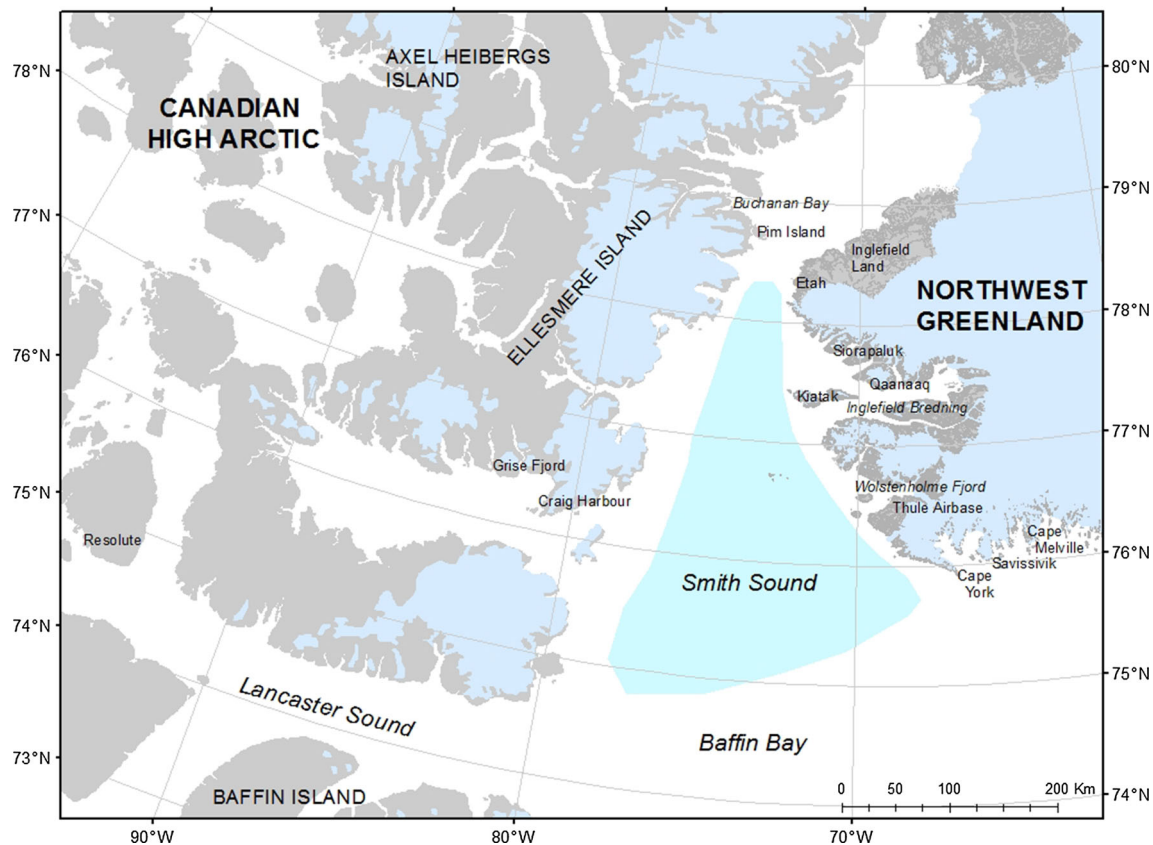 AXEL HEIBERGS
ISLAND
CANADIAN
HIGH ARCTIC
78°N
77°N
76°N
75°N
74°N
73°N
80°N
79°N
78°N
77°N
76°N
75°N
74°N
Buchanan Bay
Pim Island
Inglefield
Land
Etah
ELLESMERE ISLAND
NORTHWEST
GREENLAND
Siorapaluk
Qaanaaq
Kiatak
Inglefield Bredning
Grise Fjord
Craig Harbour
Wolstenholme Fjord
Thule Airbase
Resolute
Cape
Melville
Savissivik
Cape
York
Smith Sound
Lancaster Sound
Baffin Bay
BAFFIN ISLAND
0 50 100 200 Km
90°W 80°W 70°W